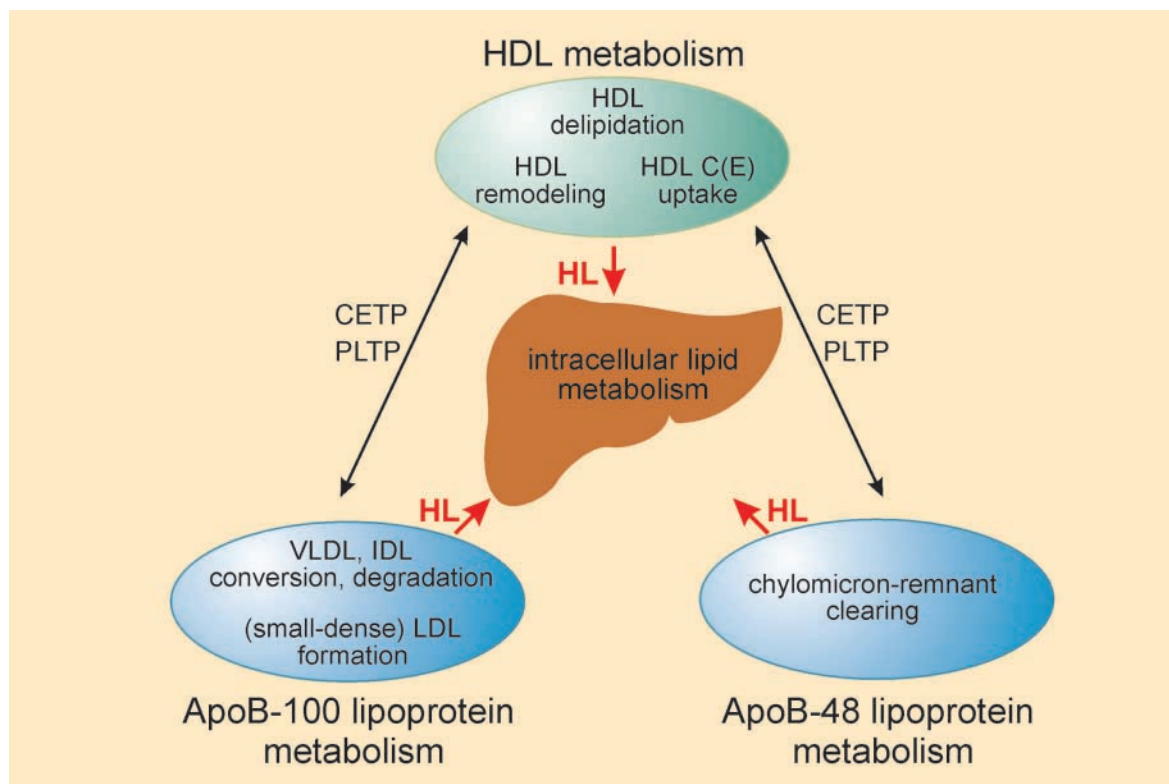 HDL metabolism
HDL
delipidation
HDL
remodeling
HDL C(E)
uptake
HL
CETP
PLTP
CETP
PLTP
intracellular lipid
metabolism
HL
HL
VLDL, IDL
conversion, degradation
(small-dense) LDL
formation
chylomicron-remnant
clearing
ApoB-100 lipoprotein
metabolism
ApoB-48 lipoprotein
metabolism